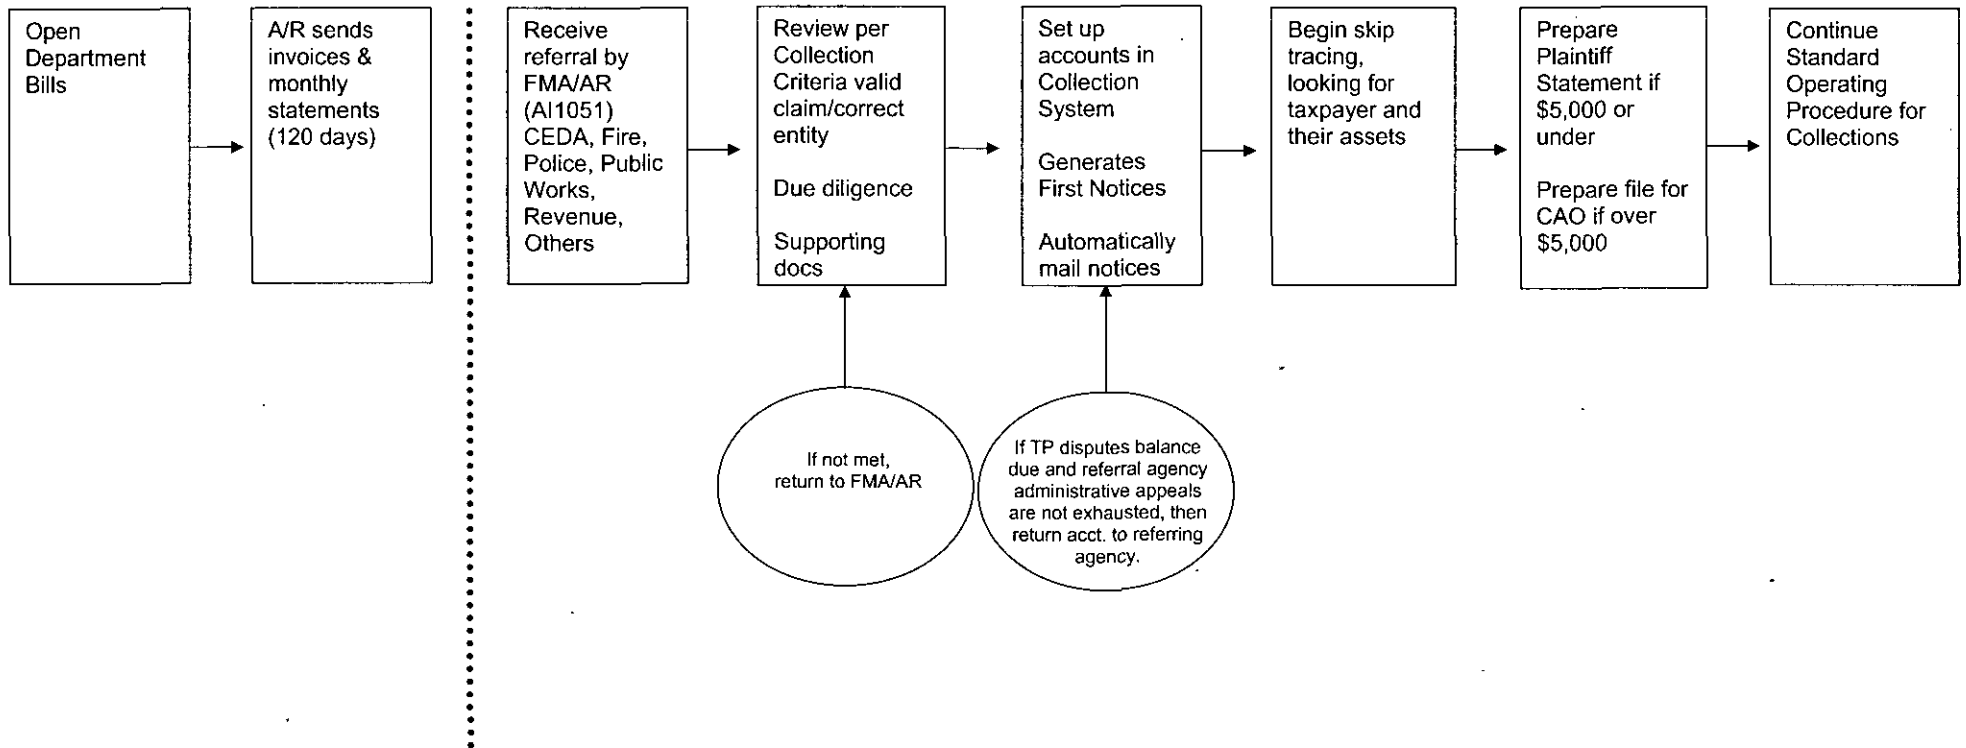 Open
Department
Bills
A/R sends
invoices &
monthly
statements
(120 days)
Receive
referral by
FMA/AR
(AI1051)
CEDA, Fire,
Police, Public
Works,
Revenue,
Others
Review per
Collection
Criteria valid
claim/correct
entity
Due diligence
Supporting
docs
Set up
accounts in
Collection
System
Generates
First Notices
Automatically
mail notices
Begin skip
tracing,
looking for
taxpayer and
their assets
Prepare
Plaintiff
Statement if
$5,000 or
under
Prepare file for
CAO if over
$5,000
Continue
Standard
Operating
Procedure for
Collections
If not met,
return to FMA/AR
If TP disputes balance
due and referral agency
administrative appeals
are not exhausted, then
return acct. to referring
agency.